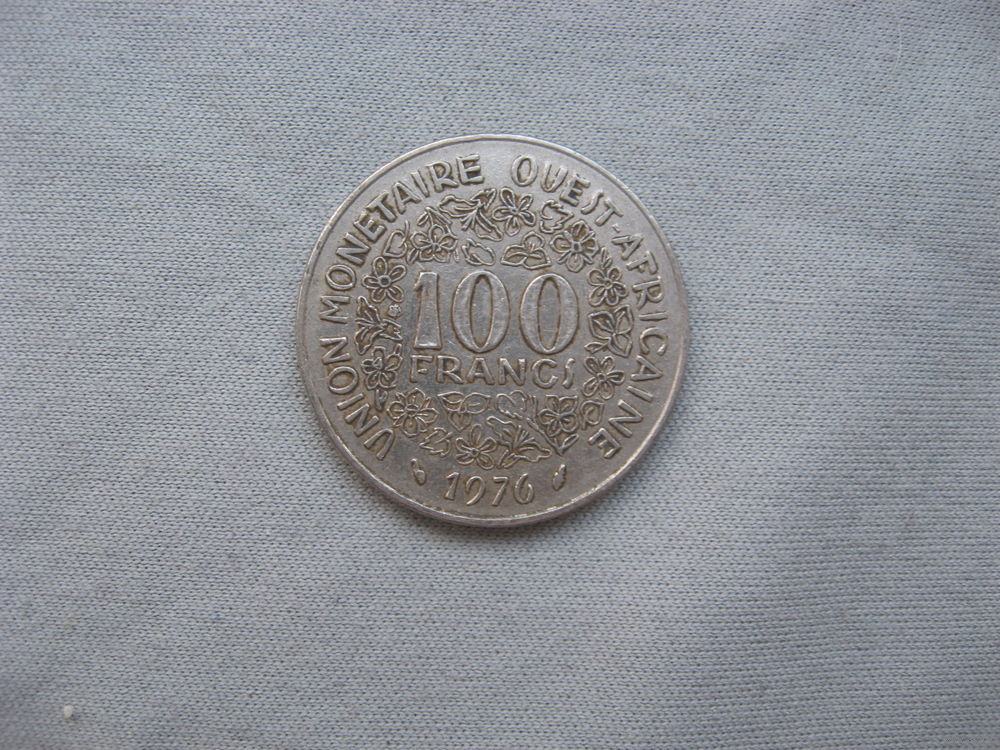 UNION MONETAIRE OUEST-AFRICAINE
100
FRANCS
1976